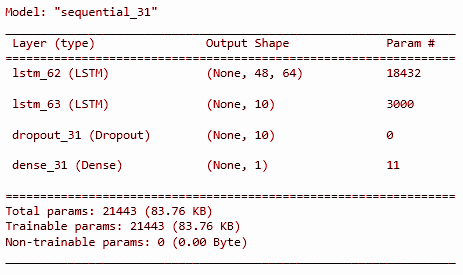 Model: "sequential_31"
Layer (type) Output Shape Param #
lstm_62 (LSTM) (None, 48, 64) 18432
lstm_63 (LSTM) (None, 10) 3000
dropout_31 (Dropout) (None, 10) 0
dense_31 (Dense) (None, 1) 11
Total params: 21443 (83.76 KB)
Trainable params: 21443 (83.76 KB)
Non-trainable params: 0 (0.00 Byte)